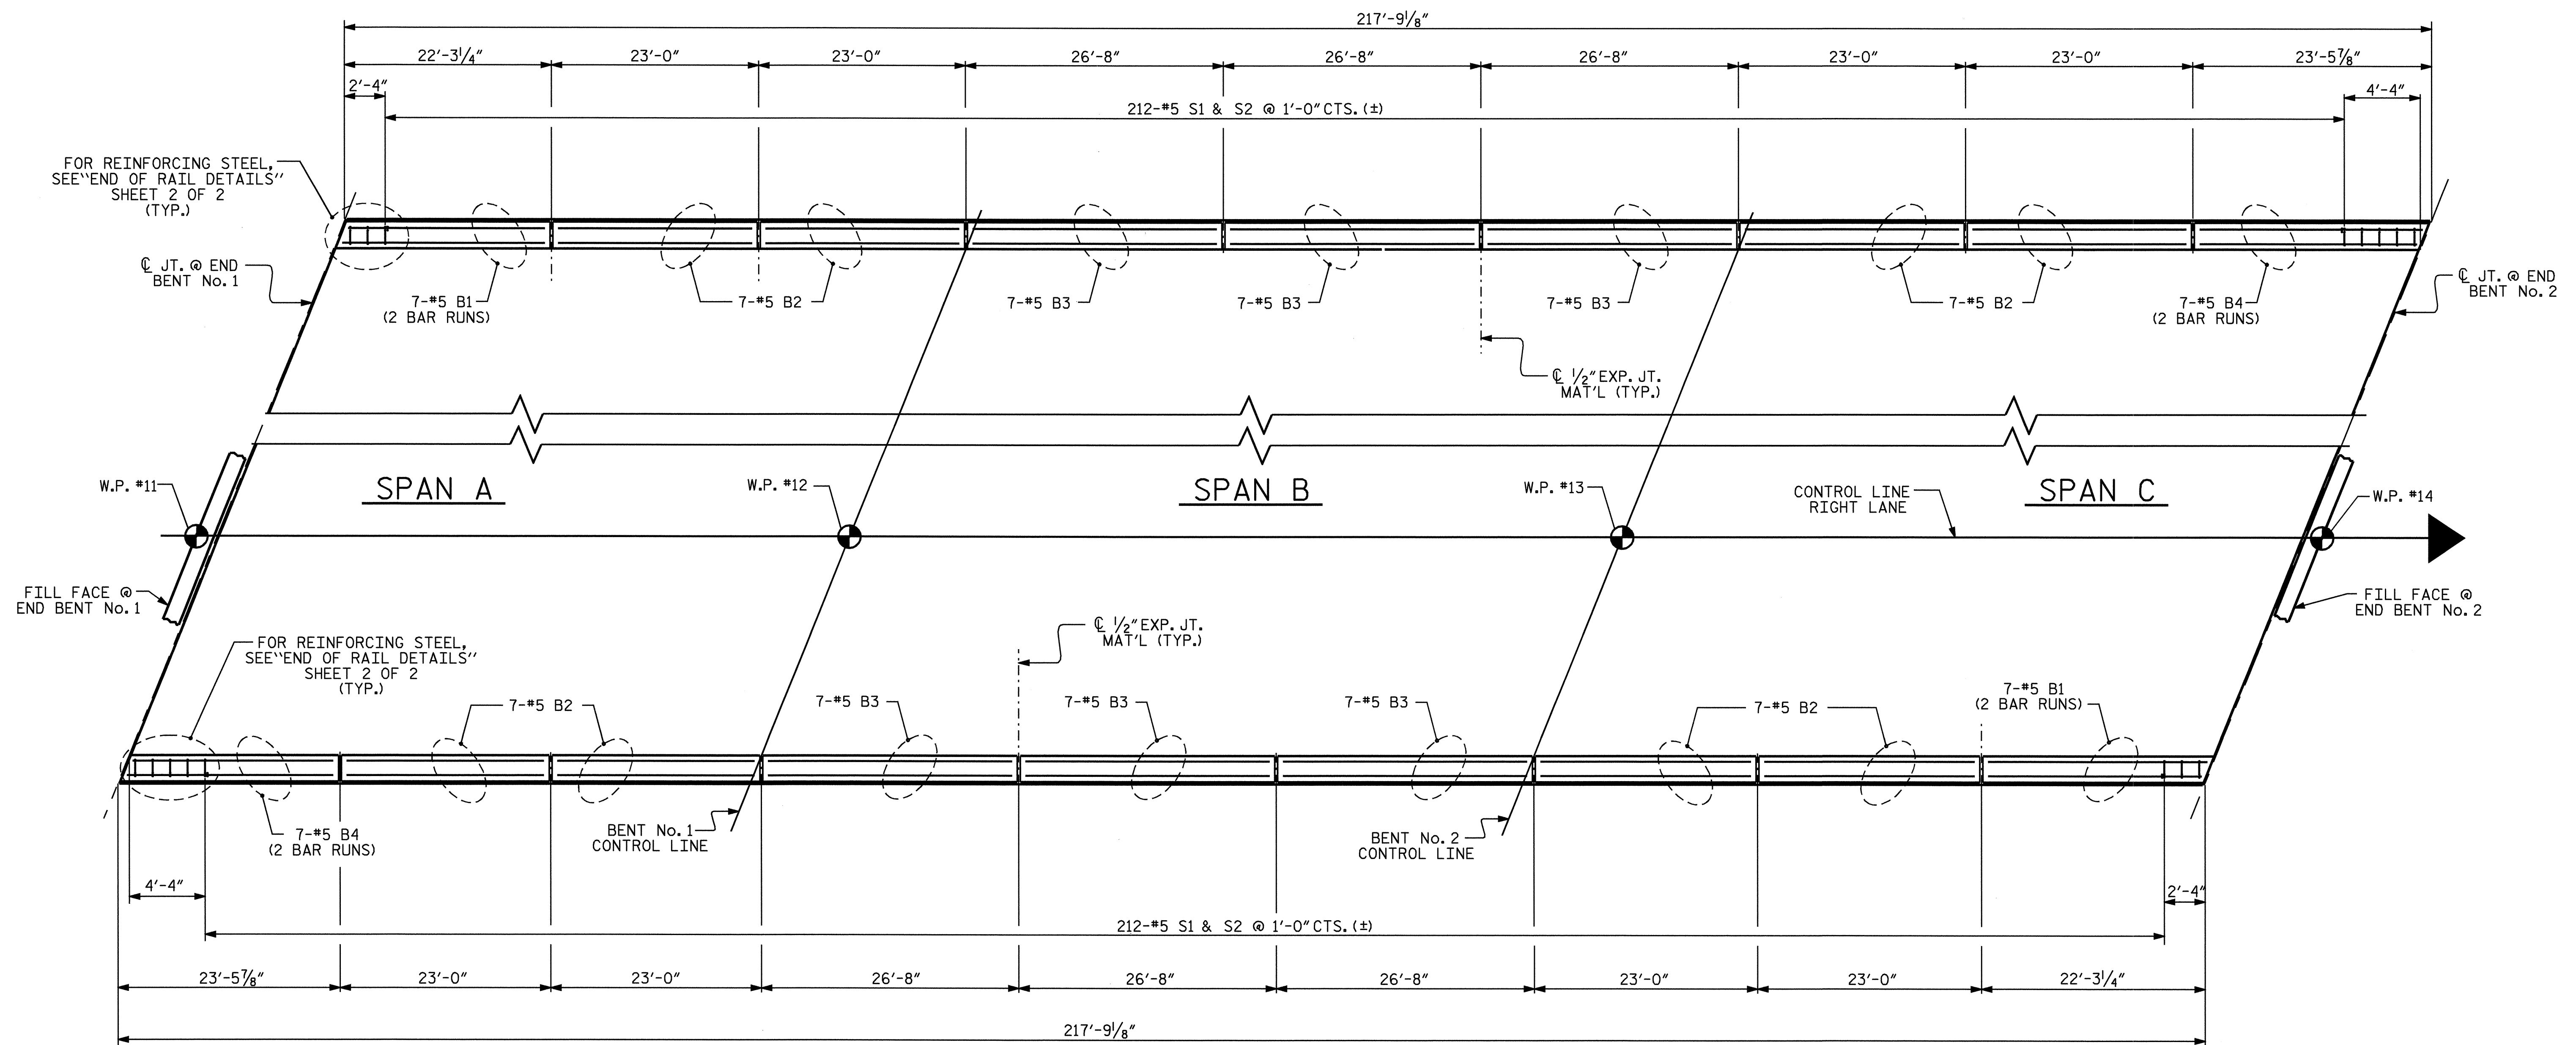 217'-9 1/8"
22'-3 1/4" 23'-0" 23'-0" 26'-8" 26'-8" 26'-8" 23'-0" 23'-0" 23'-5 7/8"
2'-4" 4'-4"
212-#5 S1 & S2 @ 1'-0" CTS. (±)
FOR REINFORCING STEEL,
SEE "END OF RAIL DETAILS"
SHEET 2 OF 2
(TYP.)
℄ JT. @ END
BENT No. 1
7-#5 B1
(2 BAR RUNS)
7-#5 B2
7-#5 B3
7-#5 B3
7-#5 B3
7-#5 B2
7-#5 B4
(2 BAR RUNS)
℄ JT. @ END
BENT No. 2
℄ 1/2" EXP. JT.
MAT'L (TYP.)
W.P. #11
SPAN A
W.P. #12
SPAN B
W.P. #13
CONTROL LINE
RIGHT LANE
SPAN C
W.P. #14
FILL FACE @
END BENT No. 1
FILL FACE @
END BENT No. 2
FOR REINFORCING STEEL,
SEE "END OF RAIL DETAILS"
SHEET 2 OF 2
(TYP.)
℄ 1/2" EXP. JT.
MAT'L (TYP.)
7-#5 B2
7-#5 B3
7-#5 B3
7-#5 B3
7-#5 B2
7-#5 B1
(2 BAR RUNS)
7-#5 B4
(2 BAR RUNS)
BENT No. 1
CONTROL LINE
BENT No. 2
CONTROL LINE
4'-4" 2'-4"
212-#5 S1 & S2 @ 1'-0" CTS. (±)
23'-5 7/8" 23'-0" 23'-0" 26'-8" 26'-8" 26'-8" 23'-0" 23'-0" 22'-3 1/4"
217'-9 1/8"